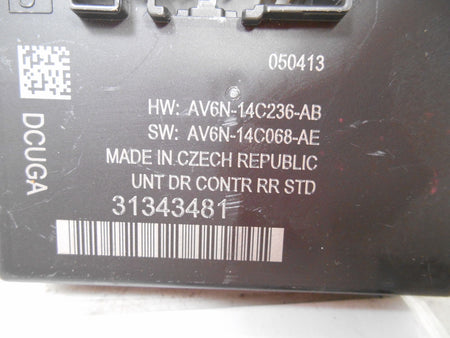 050413
HW: AV6N-14C236-AB
SW: AV6N-14C068-AE
MADE IN CZECH REPUBLIC
UNT DR CONTR RR STD
31343481
DCUGA